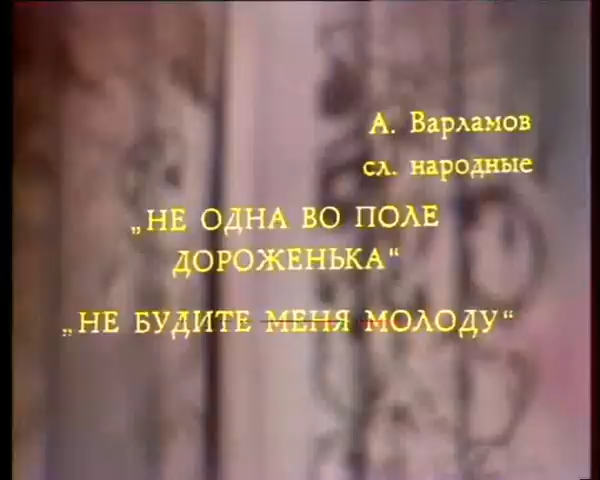 А. Варламов
сл. народные
„НЕ ОДНА ВО ПОЛЕ
ДОРОЖЕНЬКА“
„НЕ БУДИТЕ МЕНЯ МОЛОДУ“